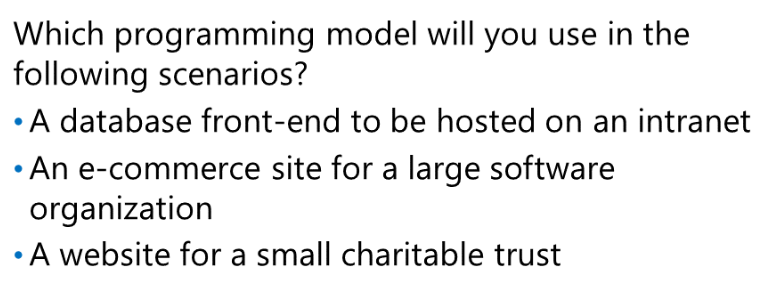 Which programming model will you use in the
following scenarios?
• A database front-end to be hosted on an intranet
• An e-commerce site for a large software
organization
• A website for a small charitable trust